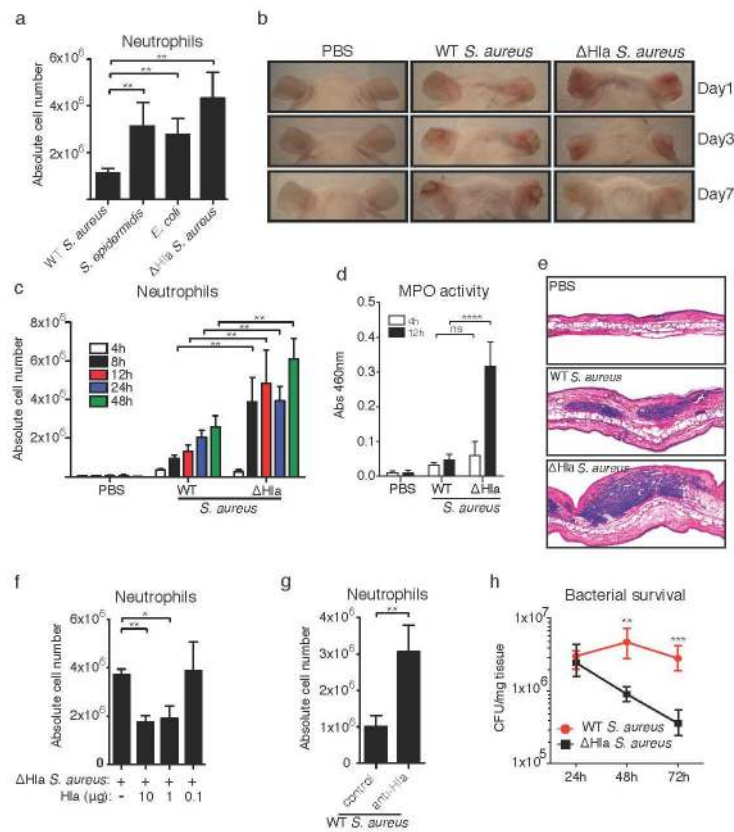 a
Neutrophils
Absolute cell number
6x10⁶
4x10⁶
2x10⁶
**
**
**
WT S. aureus
S. epidermidis
E. coli
ΔHla S. aureus
b
PBS
WT S. aureus
ΔHla S. aureus
Day1
Day3
Day7
c
Neutrophils
Absolute cell number
8x10⁶
6x10⁶
4x10⁶
2x10⁶
4h
8h
12h
24h
48h
**
**
**
**
PBS
WT
ΔHla
S. aureus
d
MPO activity
Abs 460nm
0.5
0.4
0.3
0.2
0.1
0.0
4h
12h
****
ns
PBS
WT
ΔHla
S. aureus
e
PBS
WT S. aureus
ΔHla S. aureus
f
Neutrophils
Absolute cell number
6x10⁶
4x10⁶
2x10⁶
0
*
**
ΔHla S. aureus: + + + +
Hla (μg): - 10 1 0.1
g
Neutrophils
Absolute cell number
4x10⁶
3x10⁶
2x10⁶
1x10⁶
0
**
control
anti-Hla
WT S. aureus
h
Bacterial survival
CFU/mg tissue
1x10⁷
1x10⁶
1x10⁵
**
***
WT S. aureus
ΔHla S. aureus
24h
48h
72h